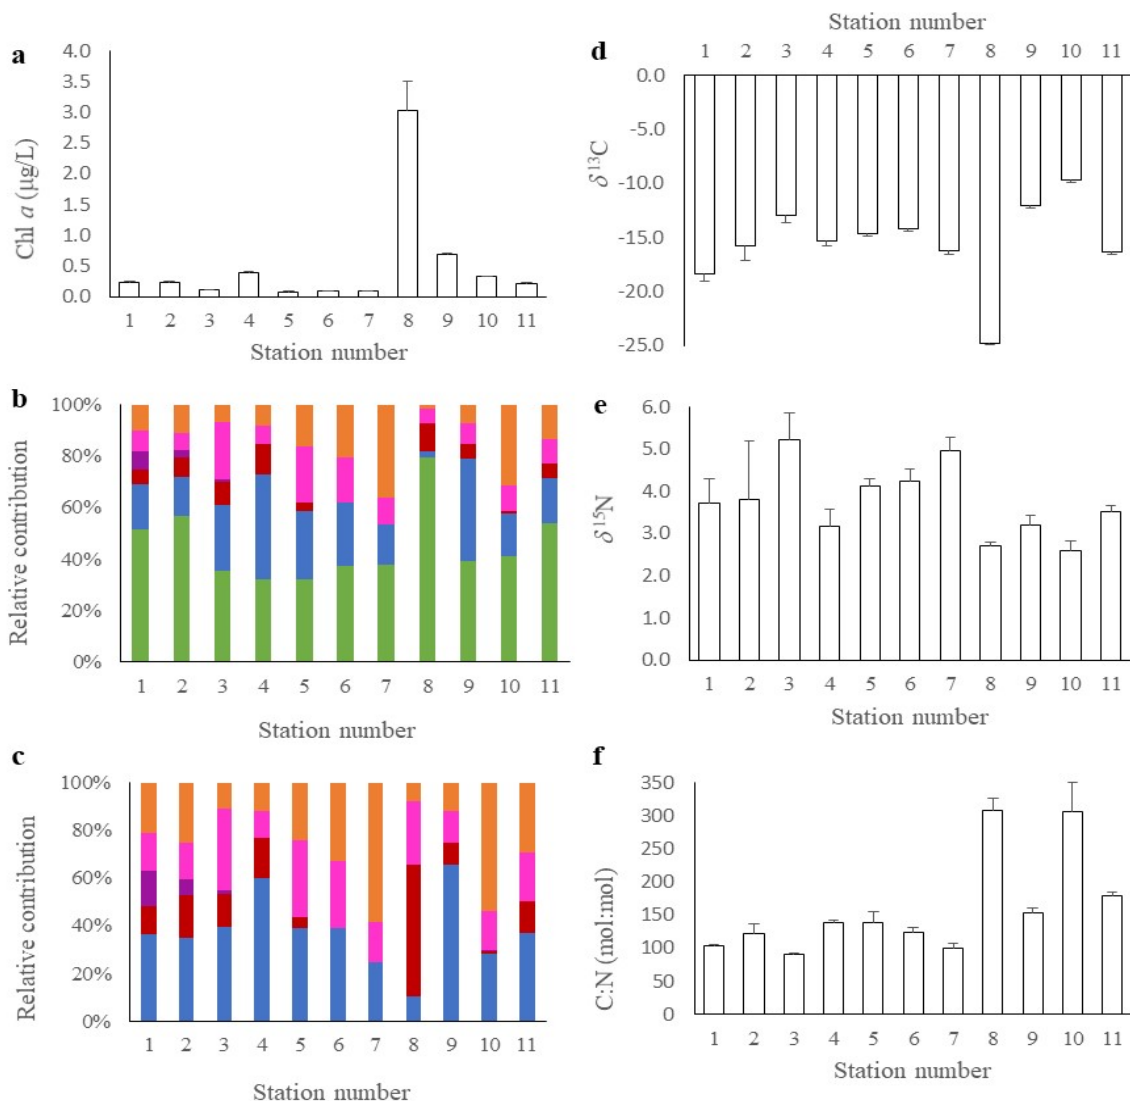 a
Chl a (µg/L)
4.0
3.5
3.0
2.5
2.0
1.5
1.0
0.5
0.0
1 2 3 4 5 6 7 8 9 10 11
Station number
b
Relative contribution
100%
80%
60%
40%
20%
0%
1 2 3 4 5 6 7 8 9 10 11
Station number
c
Relative contribution
100%
80%
60%
40%
20%
0%
1 2 3 4 5 6 7 8 9 10 11
Station number
d
Station number
1 2 3 4 5 6 7 8 9 10 11
δ13C
0.0
-5.0
-10.0
-15.0
-20.0
-25.0
e
δ15N
6.0
5.0
4.0
3.0
2.0
1.0
0.0
1 2 3 4 5 6 7 8 9 10 11
Station number
f
C:N (mol:mol)
350
300
250
200
150
100
50
0
1 2 3 4 5 6 7 8 9 10 11
Station number